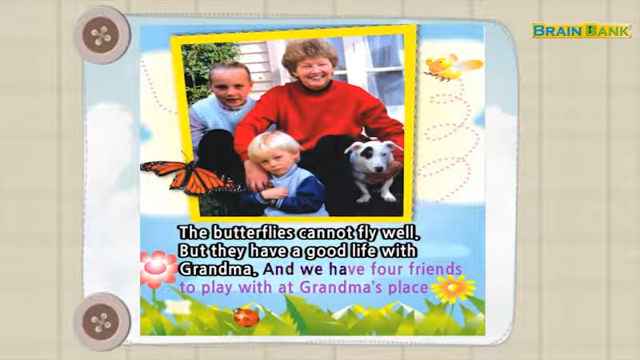 BRAIN BANK
The butterflies cannot fly well.
But they have a good life with
Grandma, And we have four friends
to play with at Grandma's place